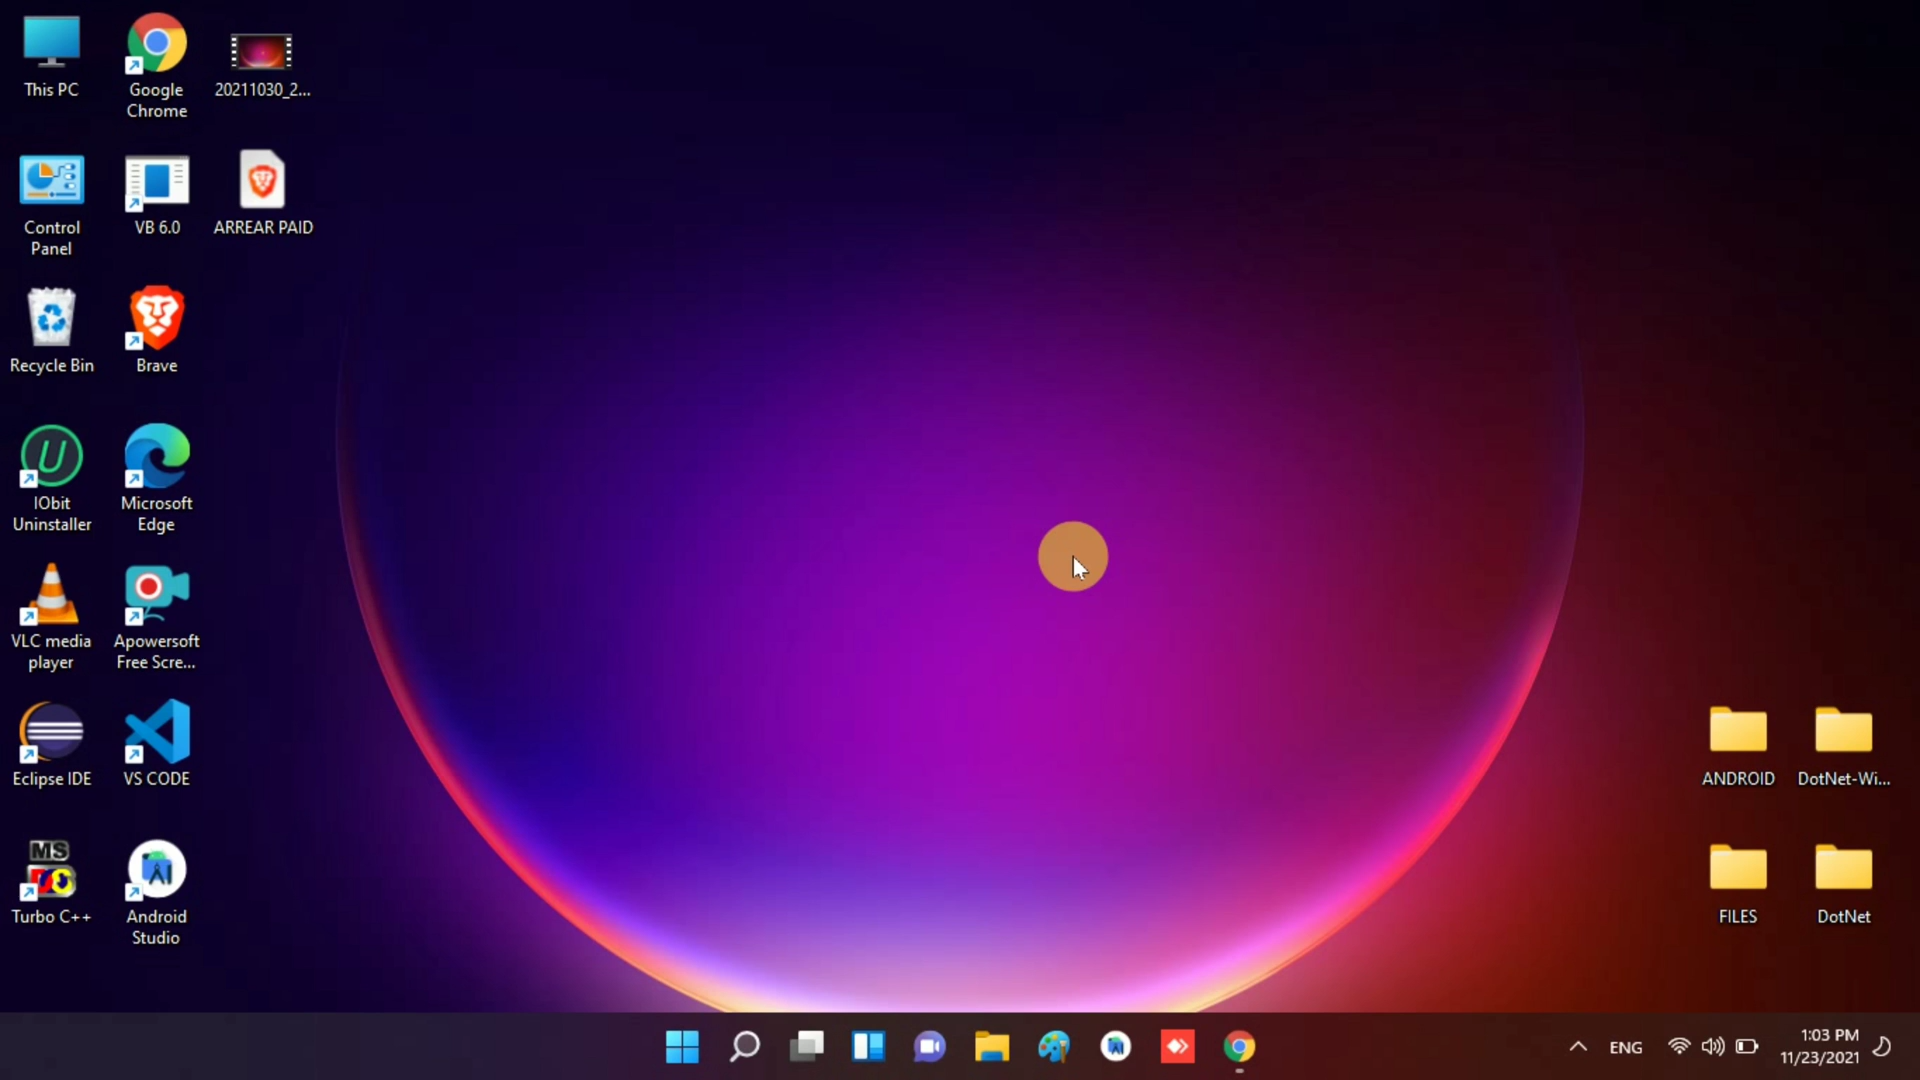 This PC
Google
Chrome
20211030_2...
Control
Panel
VB 6.0
ARREAR PAID
Recycle Bin
Brave
IObit
Uninstaller
Microsoft
Edge
VLC media
player
Apowersoft
Free Scre...
Eclipse IDE
VS CODE
MS
DOS
Turbo C++
Android
Studio
ANDROID
DotNet-Wi...
FILES
DotNet
ENG
1:03 PM
11/23/2021